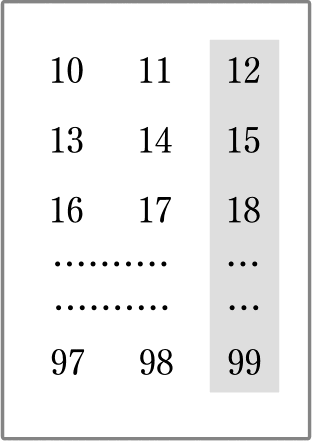 10 11 12
13 14 15
16 17 18
.......... ...
.......... ...
97 98 99